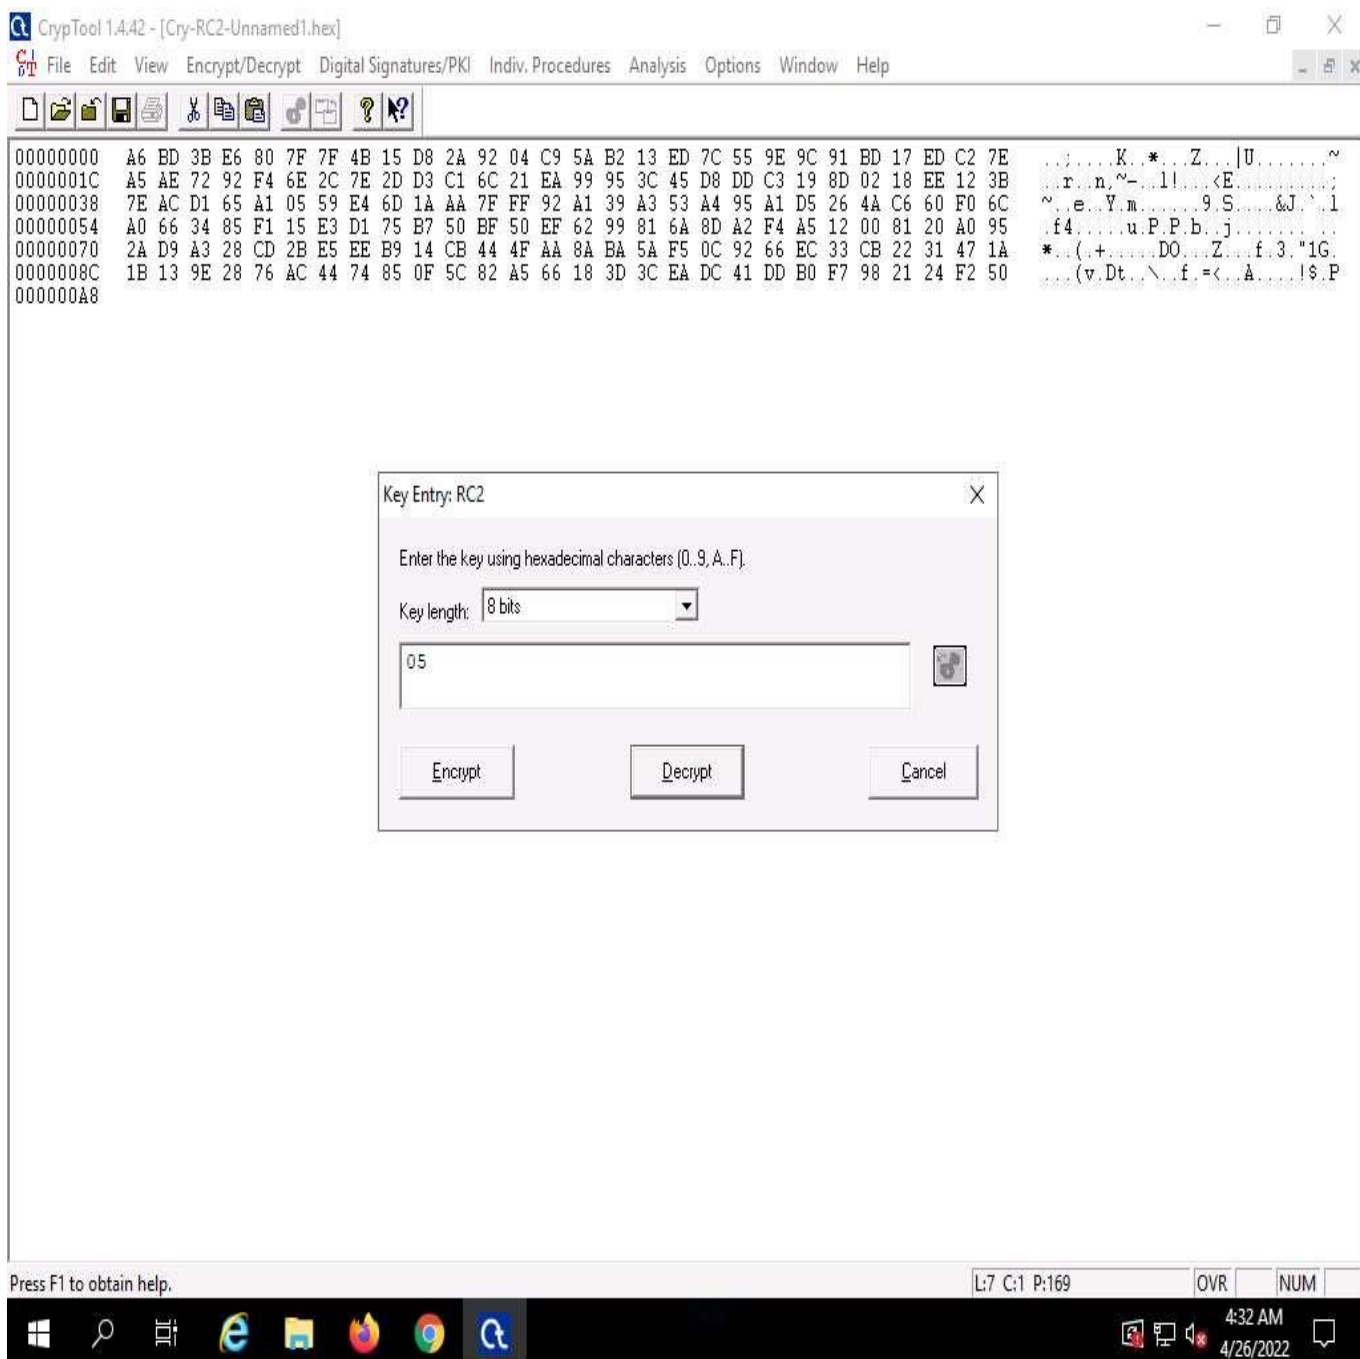 CrypTool 1.4.42 - [Cry-RC2-Unnamed1.hex]
File Edit View Encrypt/Decrypt Digital Signatures/PKI Indiv. Procedures Analysis Options Window Help
00000000 A6 BD 3B E6 80 7F 7F 4B 15 D8 2A 92 04 C9 5A B2 13 ED 7C 55 9E 9C 91 BD 17 ED C2 7E ..;....K..*...Z...|U.......~
0000001C A5 AE 72 92 F4 6E 2C 7E 2D D3 C1 6C 21 EA 99 95 3C 45 D8 DD C3 19 8D 02 18 EE 12 3B ..r..n,~-..l!...<E.........;
00000038 7E AC D1 65 A1 05 59 E4 6D 1A AA 7F FF 92 A1 39 A3 53 A4 95 A1 D5 26 4A C6 60 F0 6C ~..e..Y.m......9.S....&J.`.l
00000054 A0 66 34 85 F1 15 E3 D1 75 B7 50 BF 50 EF 62 99 81 6A 8D A2 F4 A5 12 00 81 20 A0 95 .f4.....u.P.P.b..j....... ..
00000070 2A D9 A3 28 CD 2B E5 EE B9 14 CB 44 4F AA 8A BA 5A F5 0C 92 66 EC 33 CB 22 31 47 1A *..(.+.....DO...Z...f.3."1G.
0000008C 1B 13 9E 28 76 AC 44 74 85 0F 5C 82 A5 66 18 3D 3C EA DC 41 DD B0 F7 98 21 24 F2 50 ...(v.Dt..\..f.=<..A....!$.P
000000A8
Key Entry: RC2
Enter the key using hexadecimal characters (0..9, A..F).
Key length: 8 bits
05
Encrypt Decrypt Cancel
Press F1 to obtain help. L:7 C:1 P:169 OVR NUM
4:32 AM
4/26/2022